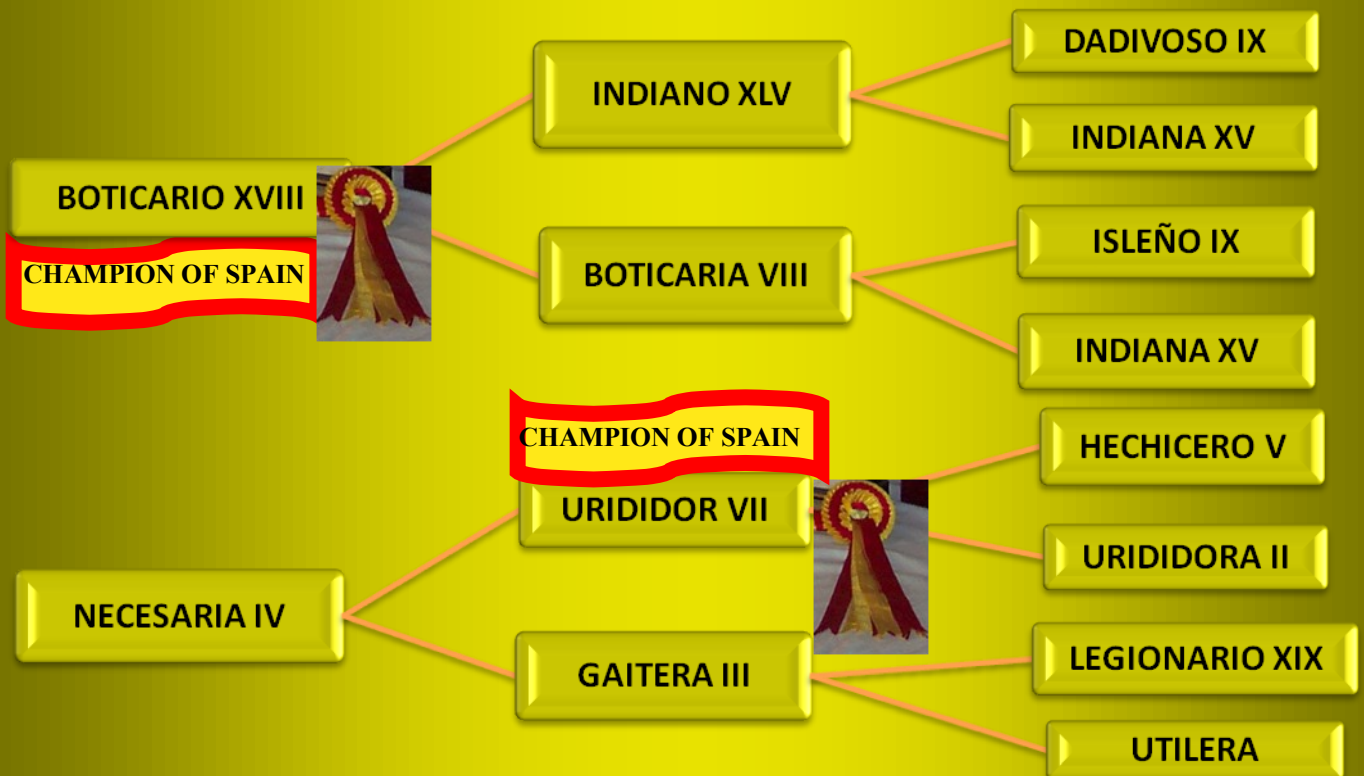 BOTICARIO XVIII
CHAMPION OF SPAIN
INDIANO XLV
BOTICARIA VIII
DADIVOSO IX
INDIANA XV
ISLEÑO IX
INDIANA XV
NECESARIA IV
CHAMPION OF SPAIN
URIDIDOR VII
GAITERA III
HECHICERO V
URIDIDORA II
LEGIONARIO XIX
UTILERA